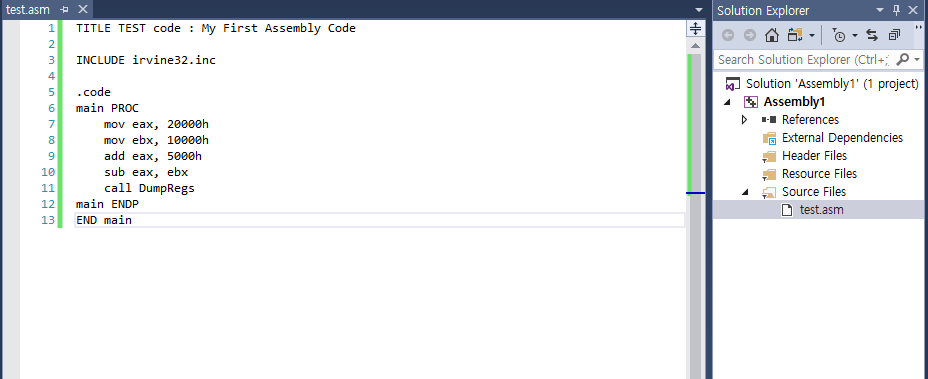 test.asm
1 TITLE TEST code : My First Assembly Code
2
3 INCLUDE irvine32.inc
4
5 .code
6 main PROC
7 mov eax, 20000h
8 mov ebx, 10000h
9 add eax, 5000h
10 sub eax, ebx
11 call DumpRegs
12 main ENDP
13 END main
Solution Explorer
Search Solution Explorer (Ctrl+;)
Solution 'Assembly1' (1 project)
Assembly1
References
External Dependencies
Header Files
Resource Files
Source Files
test.asm